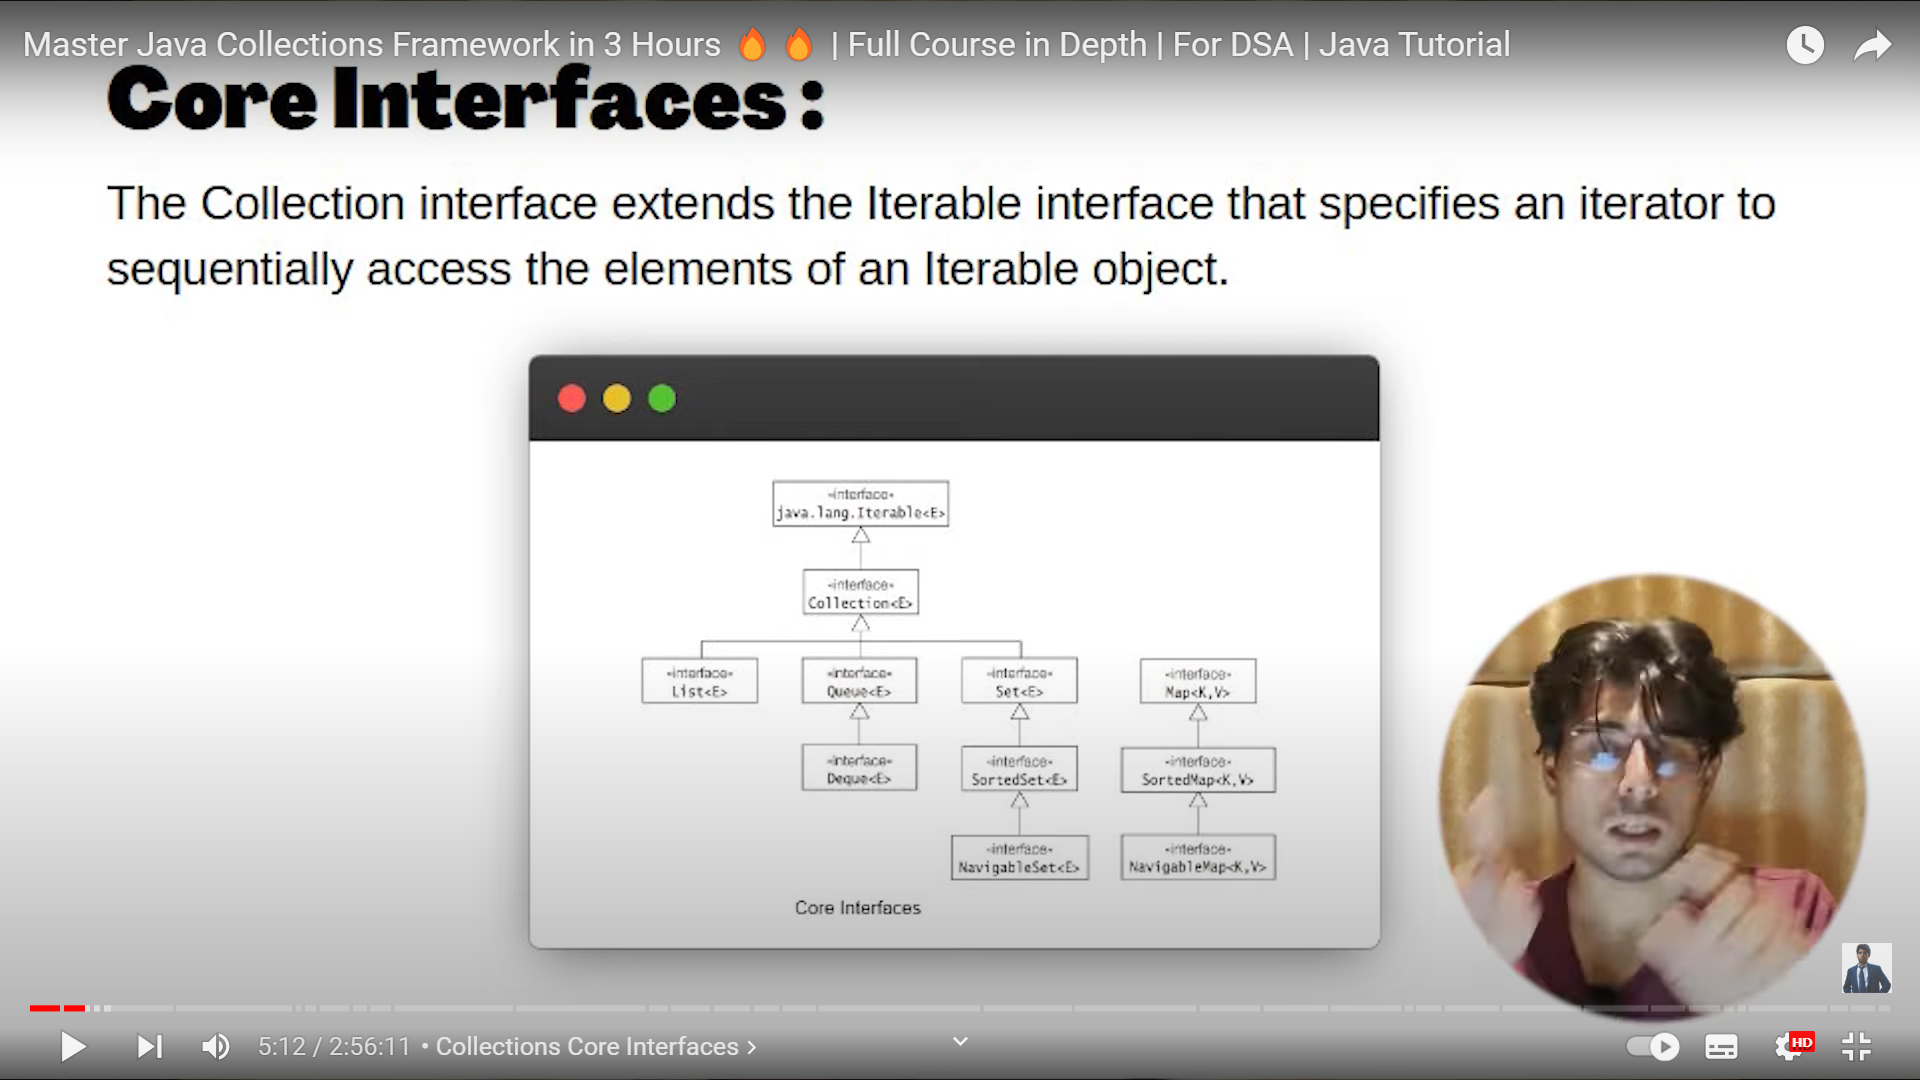 Master Java Collections Framework in 3 Hours 🔥 🔥 | Full Course in Depth | For DSA | Java Tutorial
Core Interfaces :
The Collection interface extends the Iterable interface that specifies an iterator to
sequentially access the elements of an Iterable object.
«interface»
java.lang.Iterable<E>
«interface»
Collection<E>
«interface»
List<E>
«interface»
Queue<E>
«interface»
Set<E>
«interface»
Map<K,V>
«interface»
Deque<E>
«interface»
SortedSet<E>
«interface»
SortedMap<K,V>
«interface»
NavigableSet<E>
«interface»
NavigableMap<K,V>
Core Interfaces
5:12 / 2:56:11 • Collections Core Interfaces >
HD